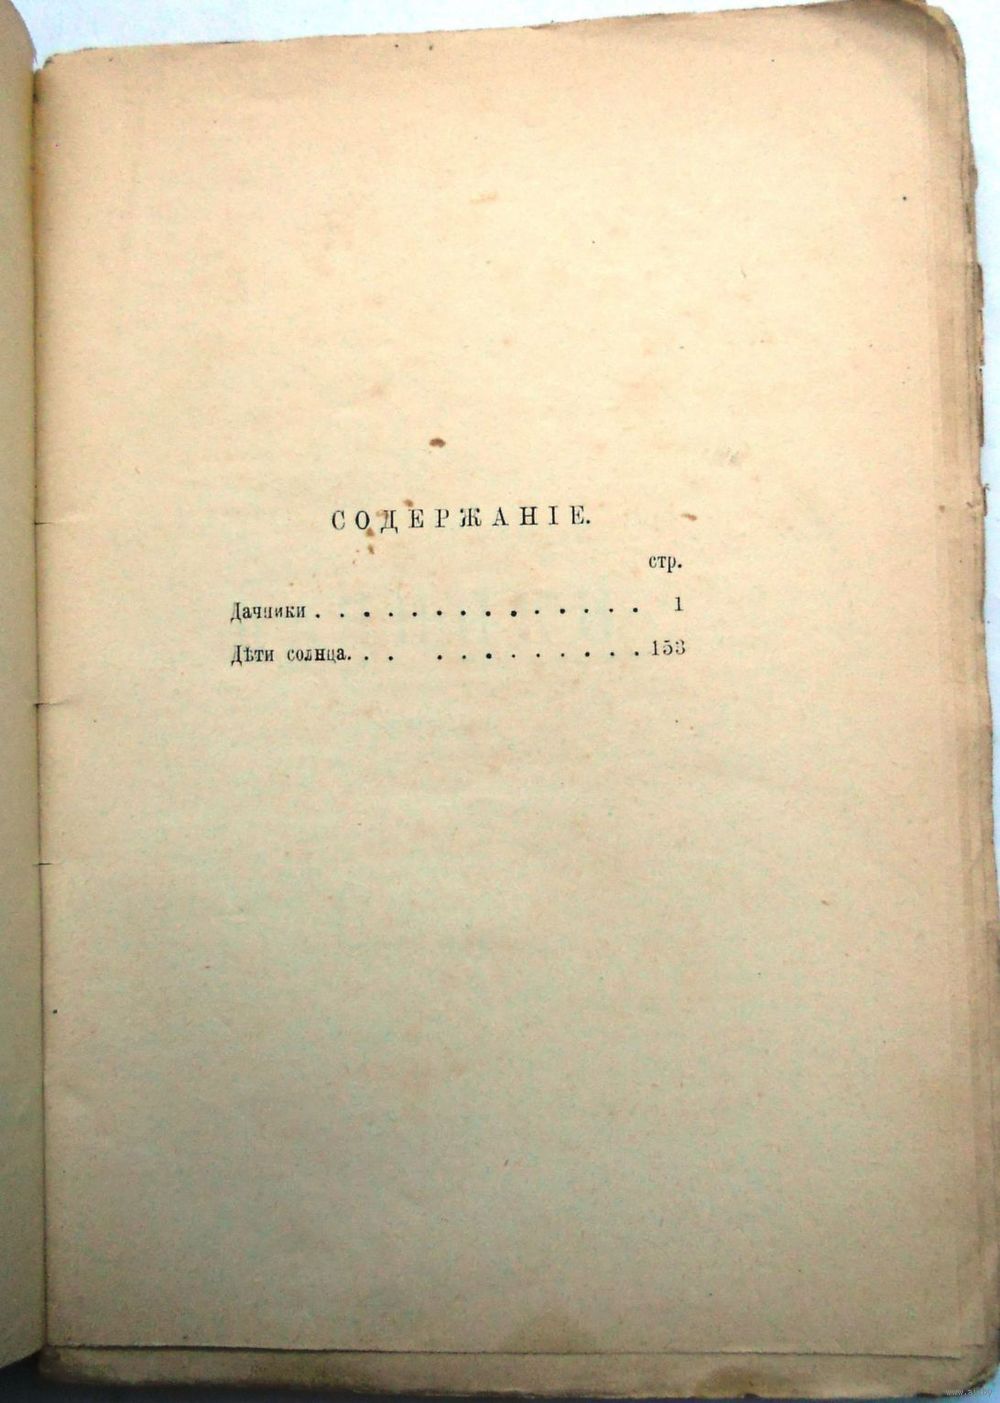 СОДЕРЖАНІЕ.
стр.
Дачники . . . . . . . . . . . . . . 1
Дѣти солнца. . . . . . . . . . . . 153